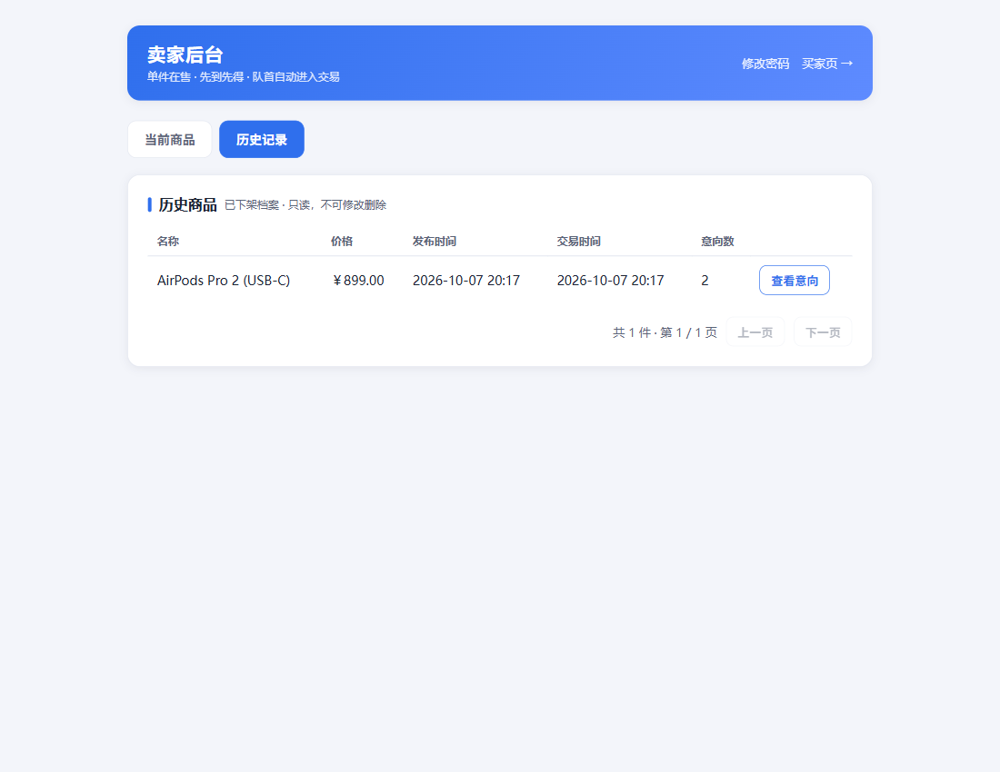 卖家后台
单件在售 · 先到先得 · 队首自动进入交易
修改密码 买家页 →
当前商品 历史记录
历史商品 已下架档案 · 只读，不可修改删除
名称 价格 发布时间 交易时间 意向数
AirPods Pro 2 (USB-C) ￥899.00 2026-10-07 20:17 2026-10-07 20:17 2 查看意向
共 1 件 · 第 1 / 1 页 上一页 下一页